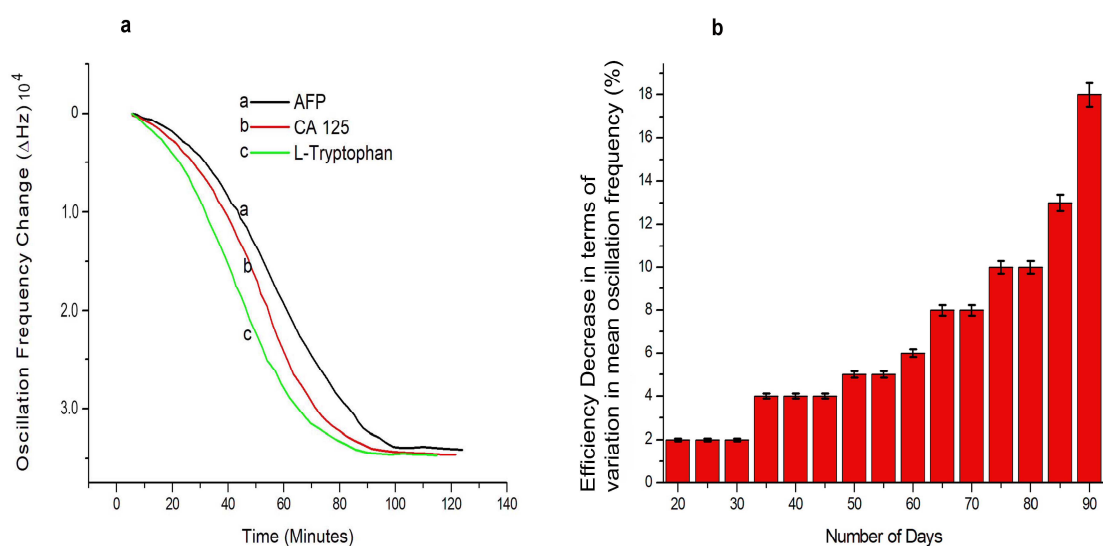 a
Oscillation Frequency Change (ΔHz) 10⁴
0
1.0
2.0
3.0
a AFP
b CA 125
c L-Tryptophan
a
b
c
0 20 40 60 80 100 120 140
Time (Minutes)
b
Efficiency Decrease in terms of
variation in mean oscillation frequency (%)
18
16
14
12
10
8
6
4
2
0
20 30 40 50 60 70 80 90
Number of Days